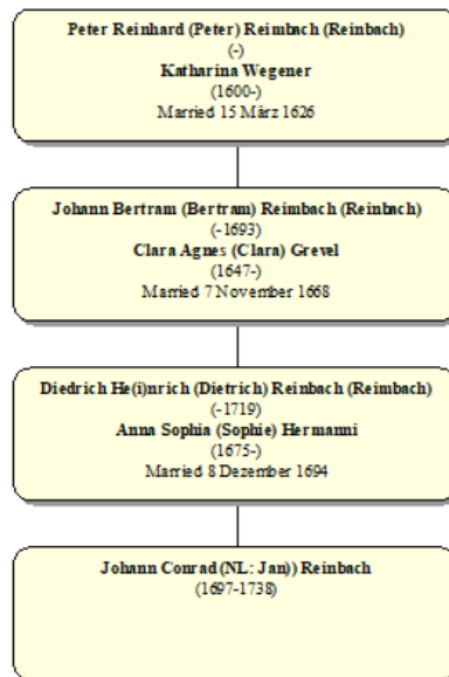 Peter Reinhard (Peter) Reimbach (Reinbach)
(-)
Katharina Wegener
(1600-)
Married 15 März 1626
Johann Bertram (Bertram) Reimbach (Reinbach)
(-1693)
Clara Agnes (Clara) Grevel
(1647-)
Married 7 November 1668
Diedrich He(i)nrich (Dietrich) Reinbach (Reimbach)
(-1719)
Anna Sophia (Sophie) Hermanni
(1675-)
Married 8 Dezember 1694
Johann Conrad (NL: Jan)) Reinbach
(1697-1738)